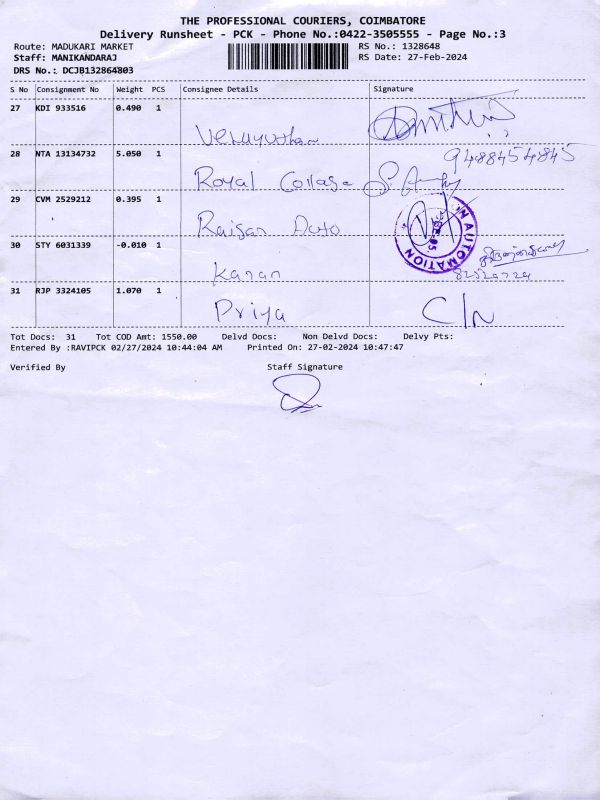 THE PROFESSIONAL COURIERS, COIMBATORE
Delivery Runsheet - PCK - Phone No.:0422-3505555 - Page No.:3
Route: MADUKARI MARKET RS No.: 1328648
Staff: MANIKANDARAJ RS Date: 27-Feb-2024
DRS No.: DCJB132864803
S No Consignment No Weight PCS Consignee Details Signature
27 KDI 933516 0.490 1
28 NTA 13134732 5.050 1 9488454845
Royal College
29 CVM 2529212 0.395 1
Raigan Auto
AUTOMATION
30 STY 6031339 -0.010 1
Karan
31 RJP 3324105 1.070 1
Priya C/N
Tot Docs: 31 Tot COD Amt: 1550.00 Delvd Docs: Non Delvd Docs: Delvy Pts:
Entered By :RAVIPCK 02/27/2024 10:44:04 AM Printed On: 27-02-2024 10:47:47
Verified By Staff Signature